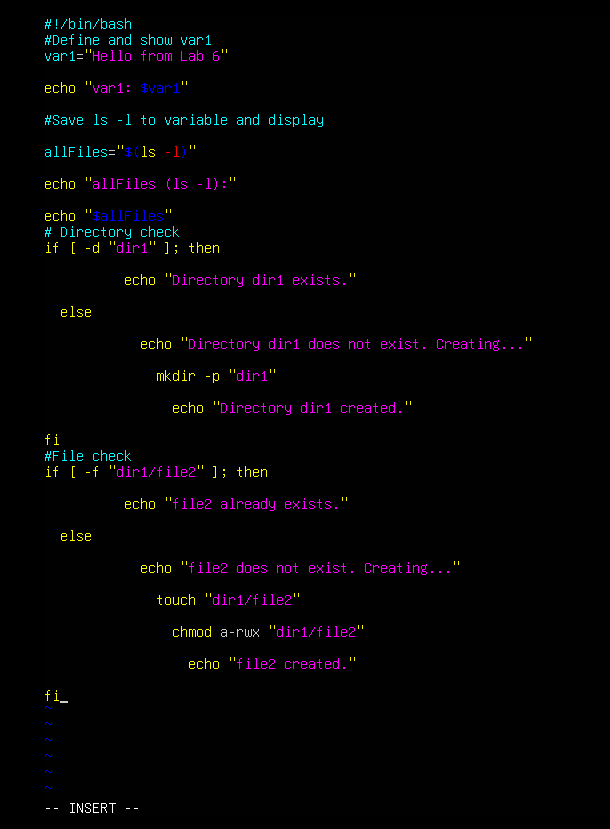 #!/bin/bash
#Define and show var1
var1="Hello from Lab 6"
echo "var1: $var1"
#Save ls -l to variable and display
allFiles="$(ls -l)"
echo "allFiles (ls -l):"
echo "$allFiles"
# Directory check
if [ -d "dir1" ]; then
echo "Directory dir1 exists."
else
echo "Directory dir1 does not exist. Creating..."
mkdir -p "dir1"
echo "Directory dir1 created."
fi
#File check
if [ -f "dir1/file2" ]; then
echo "file2 already exists."
else
echo "file2 does not exist. Creating..."
touch "dir1/file2"
chmod a-rwx "dir1/file2"
echo "file2 created."
fi_
~
~
~
~
~
~
-- INSERT --